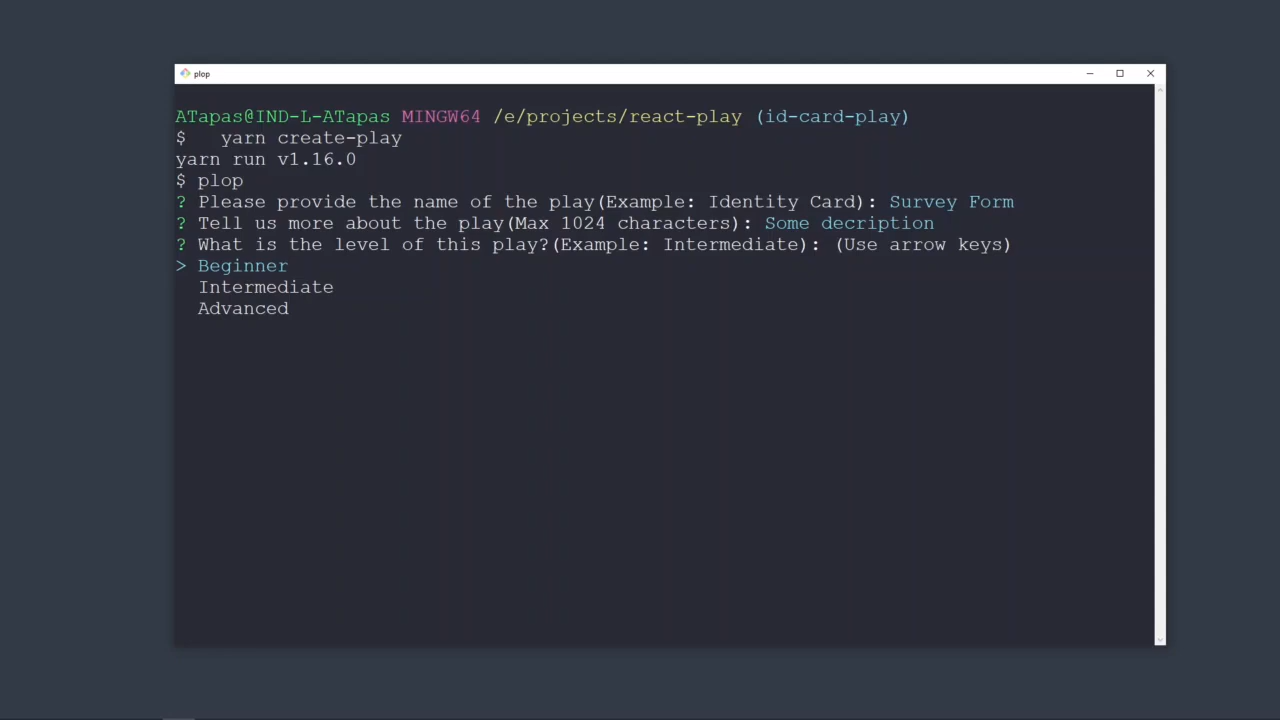 plop
ATapas@IND-L-ATapas MINGW64 /e/projects/react-play (id-card-play)
$   yarn create-play
yarn run v1.16.0
$ plop
? Please provide the name of the play(Example: Identity Card): Survey Form
? Tell us more about the play(Max 1024 characters): Some decription
? What is the level of this play?(Example: Intermediate): (Use arrow keys)
> Beginner
  Intermediate
  Advanced